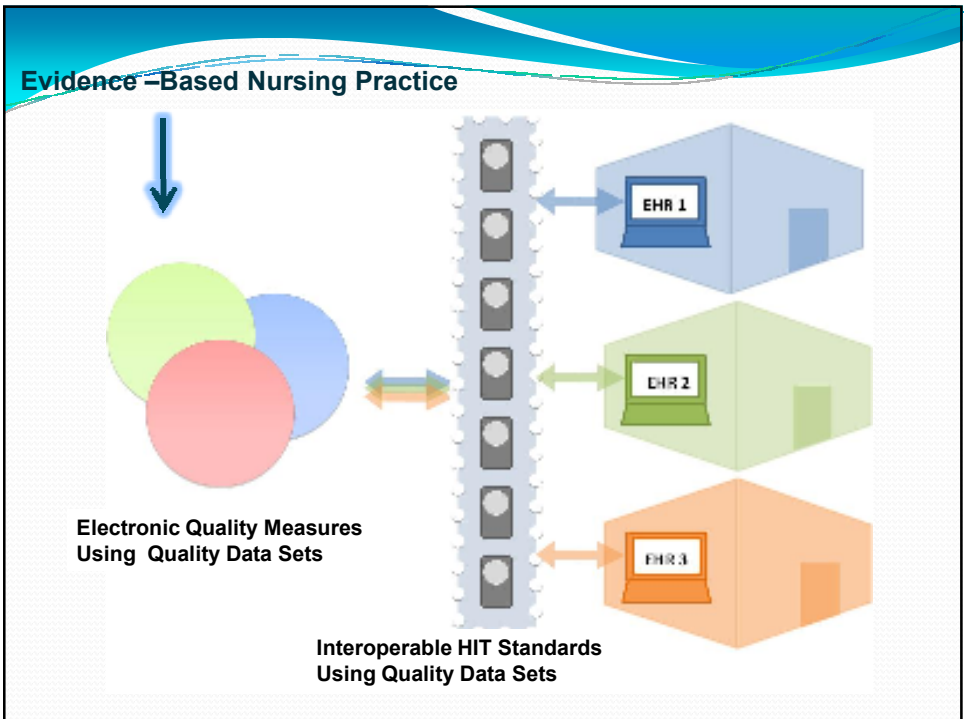 Evidence –Based Nursing Practice
EHR 1
EHR 2
EHR 3
Electronic Quality Measures
Using Quality Data Sets
Interoperable HIT Standards
Using Quality Data Sets